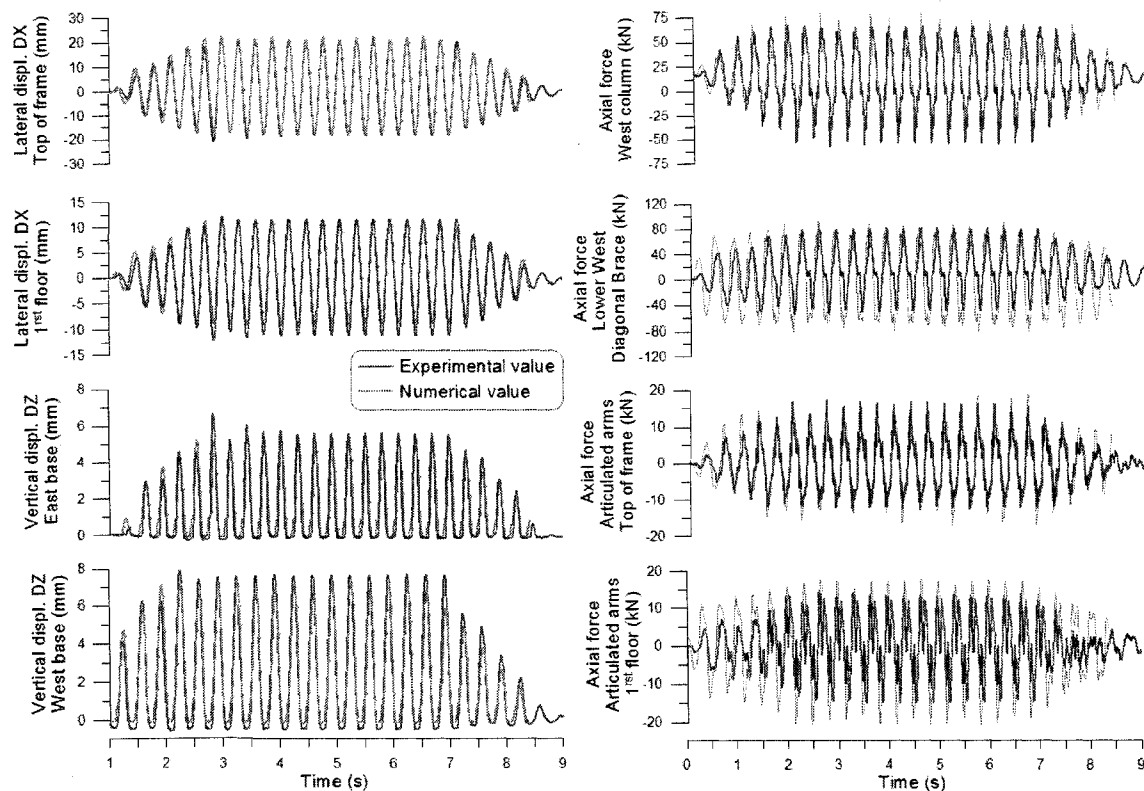 Lateral displ. DX
Top of frame (mm)
30
20
10
0
-10
-20
-30
Lateral displ. DX
1rst floor (mm)
15
10
5
0
-5
-10
-15
Experimental value
Numerical value
Vertical displ. DZ
East base (mm)
8
6
4
2
0
Vertical displ. DZ
West base (mm)
8
6
4
2
0
1 2 3 4 5 6 7 8 9
Time (s)
Axial force
West column (kN)
75
50
25
0
-25
-50
-75
Axial force
Lower West
Diagonal Brace (kN)
120
80
40
0
-40
-80
-120
Axial force
Articulated arms
Top of frame (kN)
20
10
0
-10
-20
Axial force
Articulated arms
1rst floor (kN)
20
10
0
-10
-20
0 1 2 3 4 5 6 7 8 9
Time (s)